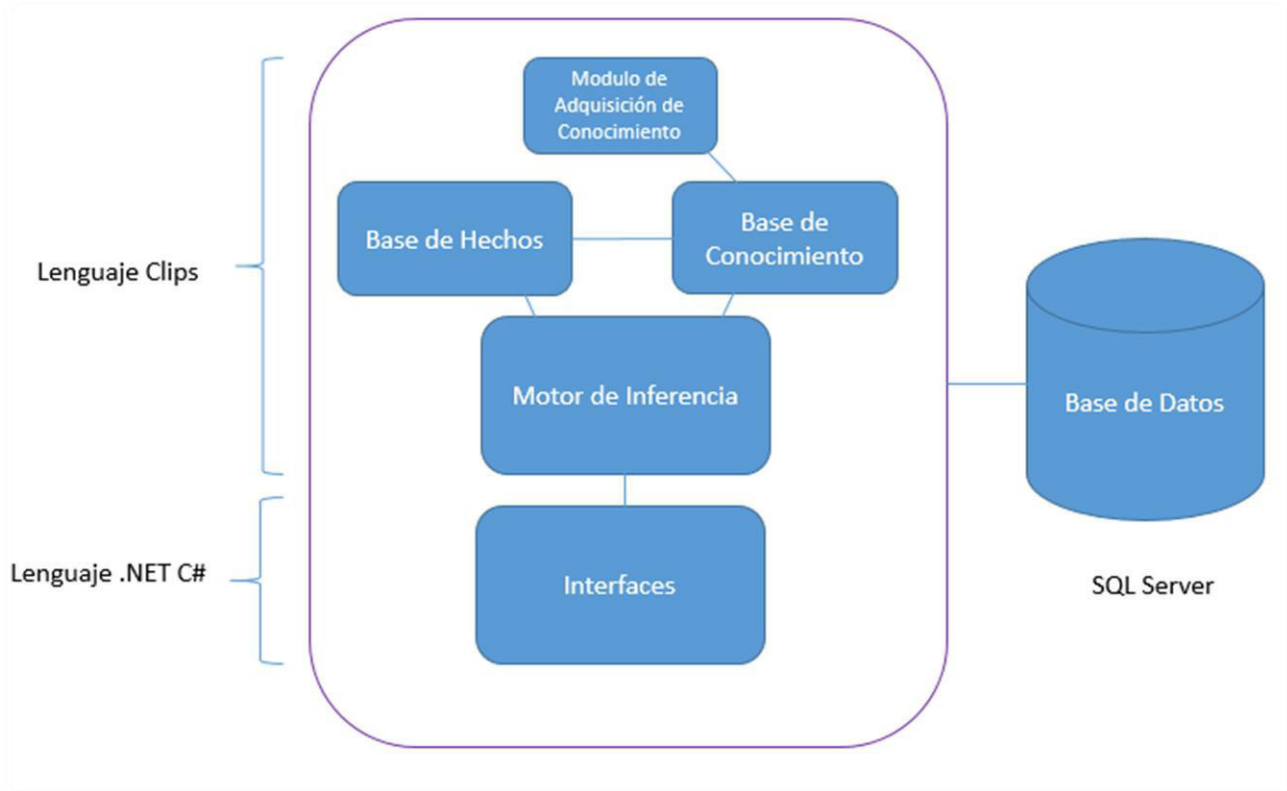 Modulo de
Adquisición de
Conocimiento
Base de Hechos
Base de
Conocimiento
Lenguaje Clips
Motor de Inferencia
Base de Datos
Lenguaje .NET C#
Interfaces
SQL Server